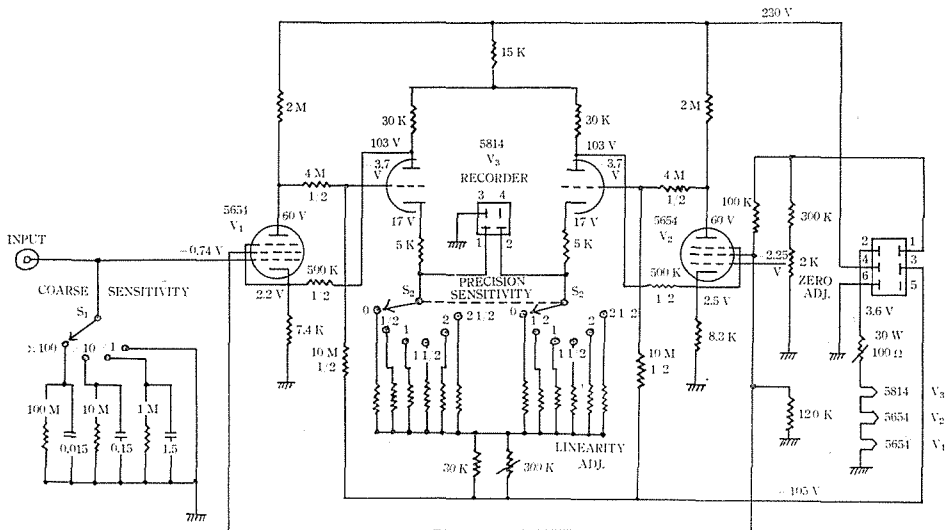 230 V
15 K
2 M
2 M
30 K
30 K
103 V
103 V
5814
V3
RECORDER
3 4
1 2
-3.7
V
-3.7
V
4 M
1/2
4 M
1/2
17 V
17 V
5654
V1
60 V
5654
V2
60 V
100 K
300 K
2 K
ZERO
ADJ.
INPUT
-0.74 V
-2.25
V
5 K
5 K
500 K
1/2
500 K
1 2
2.2 V
2.5 V
COARSE SENSITIVITY
S1
PRECISION
SENSITIVITY
S2
S2
0 1/2 1 1 1/2 2 2 1/2
0 1/2 1 1 1/2 2 2 1 2
7.4 K
8.3 K
10 M
1/2
10 M
1 2
×100 10 1
100 M 10 M 1 M
0.015 0.15 1.5
30 K
300 K
LINEARITY
ADJ.
120 K
2 1
4 3
6 5
3.6 V
30 W
100 Ω
5814 V3
5654 V2
5654 V1
-105 V